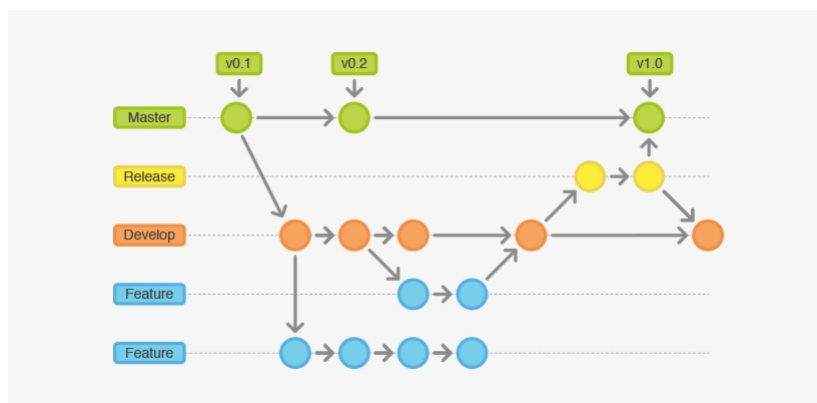 v0.1
v0.2
v1.0
Master
Release
Develop
Feature
Feature